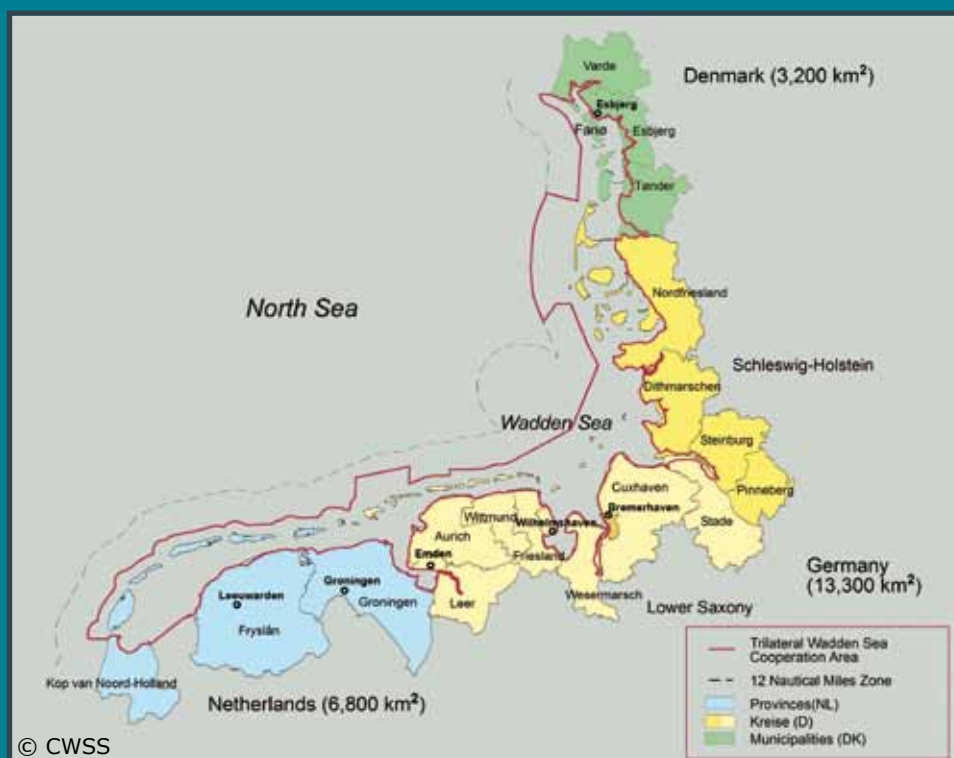 Varde
Denmark (3,200 km²)
Esbjerg
Fanø
Esbjerg
Tønder
North Sea
Nordfriesland
Schleswig-Holstein
Dithmarschen
Wadden Sea
Steinburg
Pinneberg
Cuxhaven
Bremerhaven
Stade
Wittmund
Wilhelmshaven
Aurich
Friesland
Emden
Germany
(13,300 km²)
Groningen
Leeuwarden
Groningen
Leer
Wesermarsch
Lower Saxony
Fryslân
Kop van Noord-Holland
Netherlands (6,800 km²)
Trilateral Wadden Sea
Cooperation Area
12 Nautical Miles Zone
Provinces(NL)
Kreise (D)
Municipalities (DK)
© CWSS